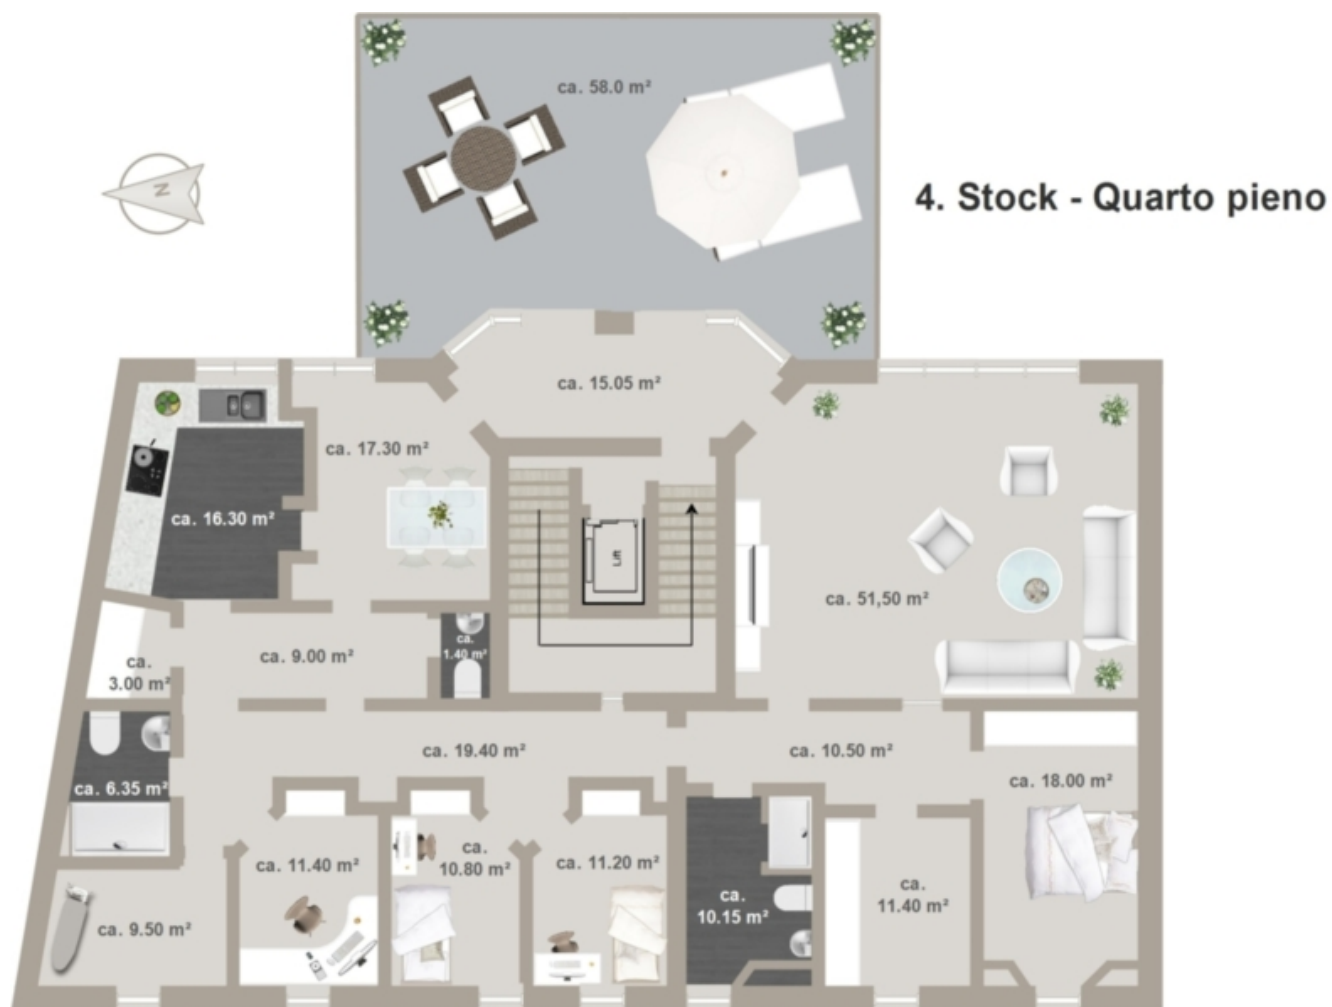 ca. 58.0 m²
N
4. Stock - Quarto pieno
ca. 15.05 m²
ca. 17.30 m²
ca. 16.30 m²
Lift
ca. 51,50 m²
ca.
1.40 m²
ca. 9.00 m²
ca.
3.00 m²
ca. 19.40 m²
ca. 10.50 m²
ca. 18.00 m²
ca. 6.35 m²
ca. 11.40 m²
ca.
10.80 m²
ca. 11.20 m²
ca.
10.15 m²
ca.
11.40 m²
ca. 9.50 m²